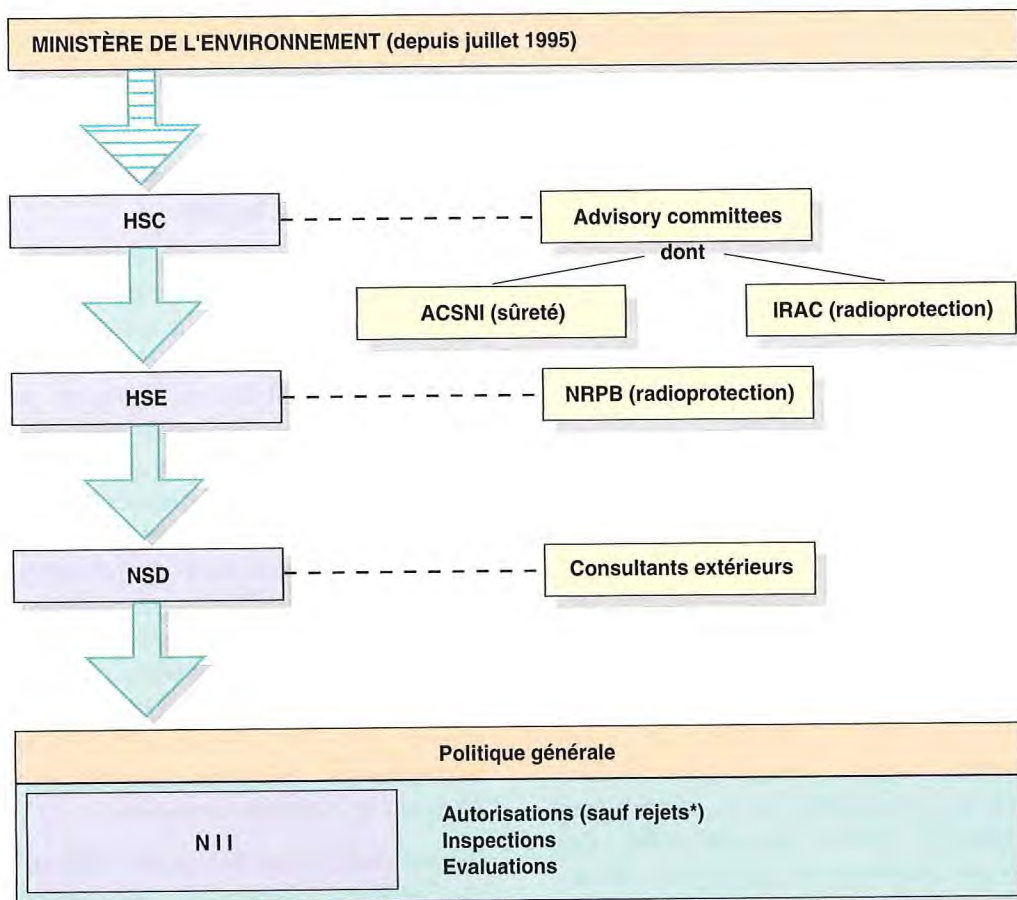 MINISTÈRE DE L'ENVIRONNEMENT (depuis juillet 1995)
HSC
Advisory committees
dont
ACSNI (sûreté)
IRAC (radioprotection)
HSE
NRPB (radioprotection)
NSD
Consultants extérieurs
Politique générale
N I I
Autorisations (sauf rejets*)
Inspections
Evaluations